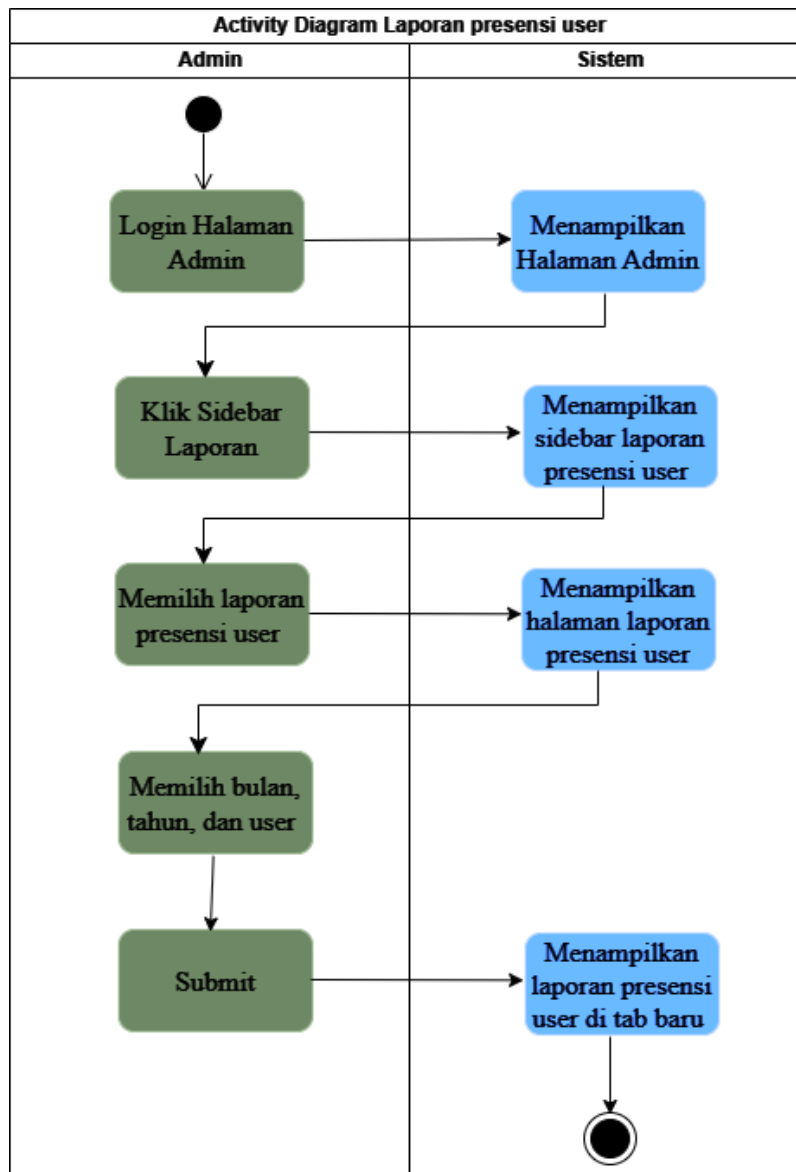 Activity Diagram Laporan presensi user
Admin
Sistem
Login Halaman
Admin
Menampilkan
Halaman Admin
Klik Sidebar
Laporan
Menampilkan
sidebar laporan
presensi user
Memilih laporan
presensi user
Menampilkan
halaman laporan
presensi user
Memilih bulan,
tahun, dan user
Submit
Menampilkan
laporan presensi
user di tab baru